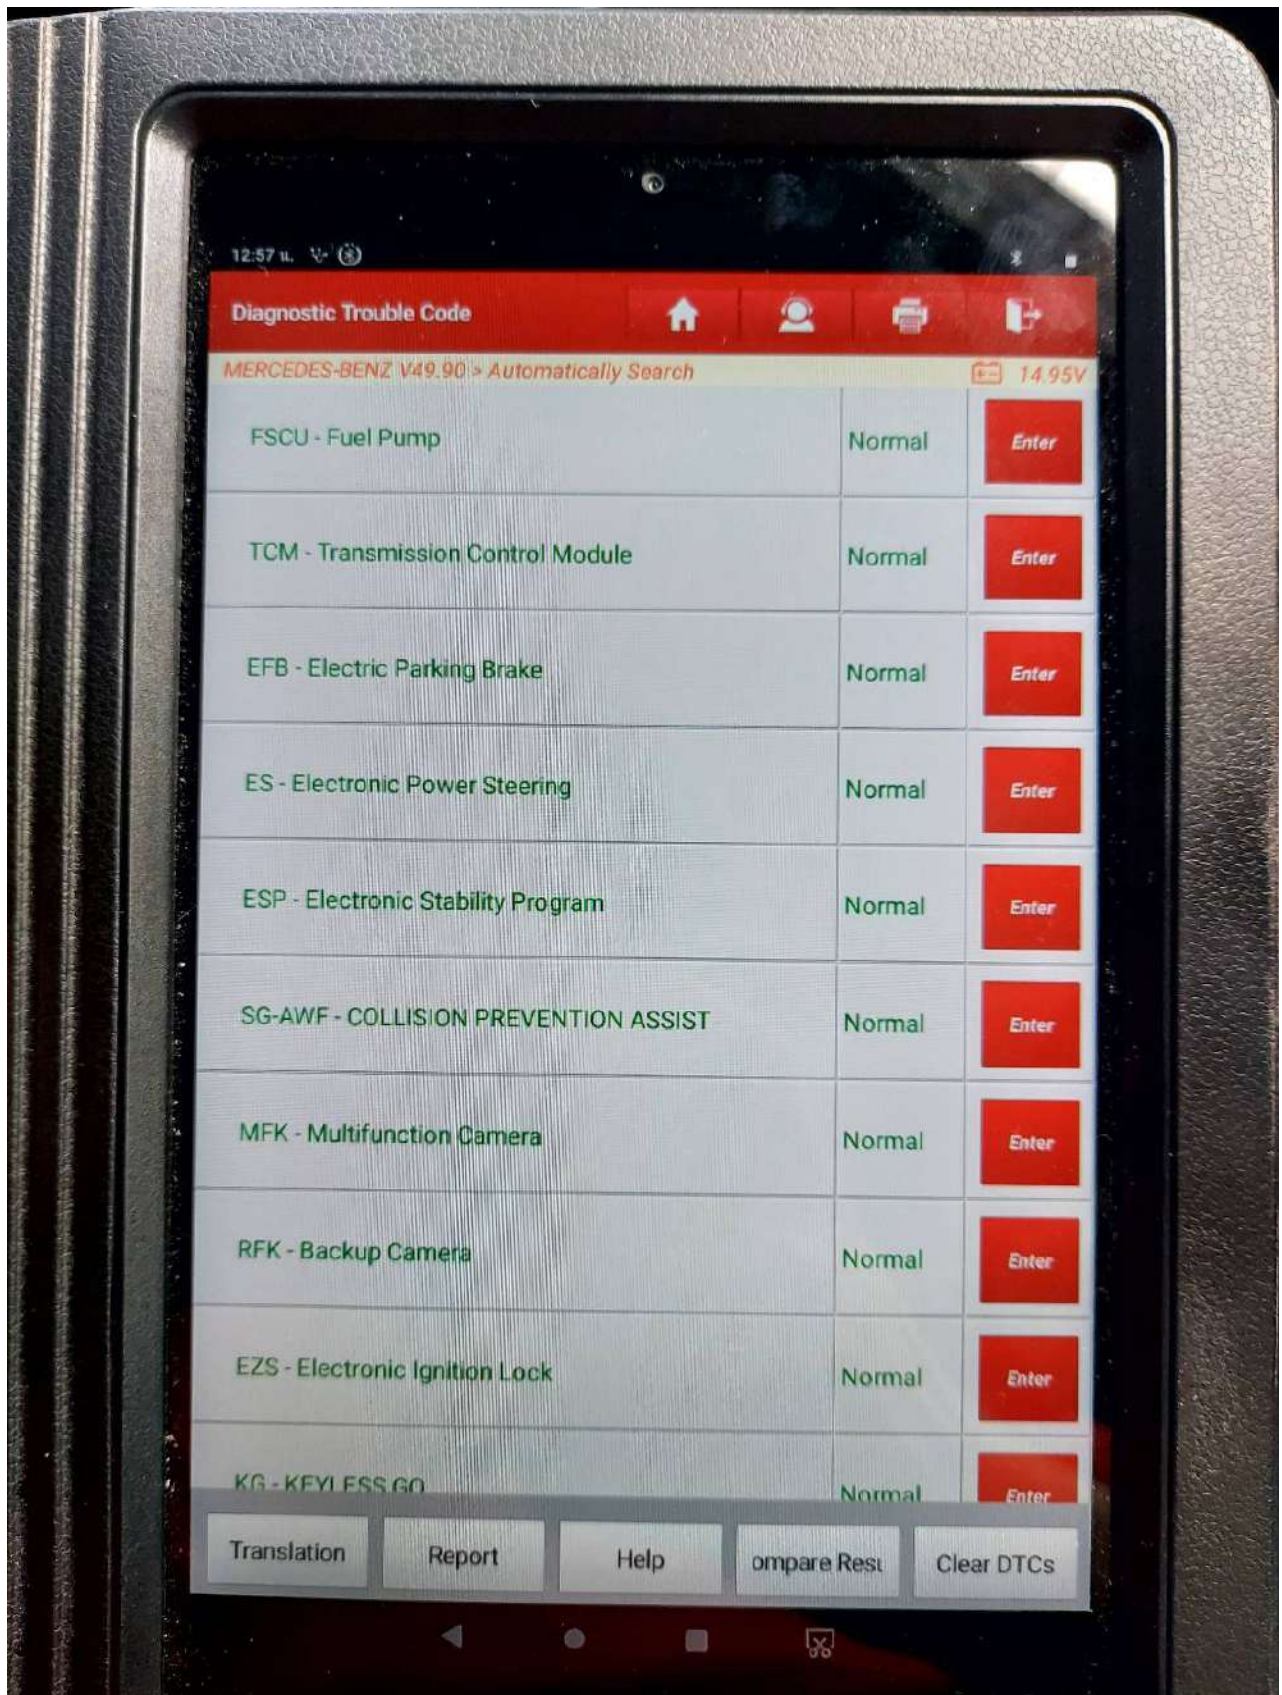 12:57 น.
Diagnostic Trouble Code
MERCEDES-BENZ V49.90 > Automatically Search 14.95V
FSCU - Fuel Pump Normal Enter
TCM - Transmission Control Module Normal Enter
EFB - Electric Parking Brake Normal Enter
ES - Electronic Power Steering Normal Enter
ESP - Electronic Stability Program Normal Enter
SG-AWF - COLLISION PREVENTION ASSIST Normal Enter
MFK - Multifunction Camera Normal Enter
RFK - Backup Camera Normal Enter
EZS - Electronic Ignition Lock Normal Enter
KG - KEYLESS GO Normal Enter
Translation Report Help ompare Resu Clear DTCs